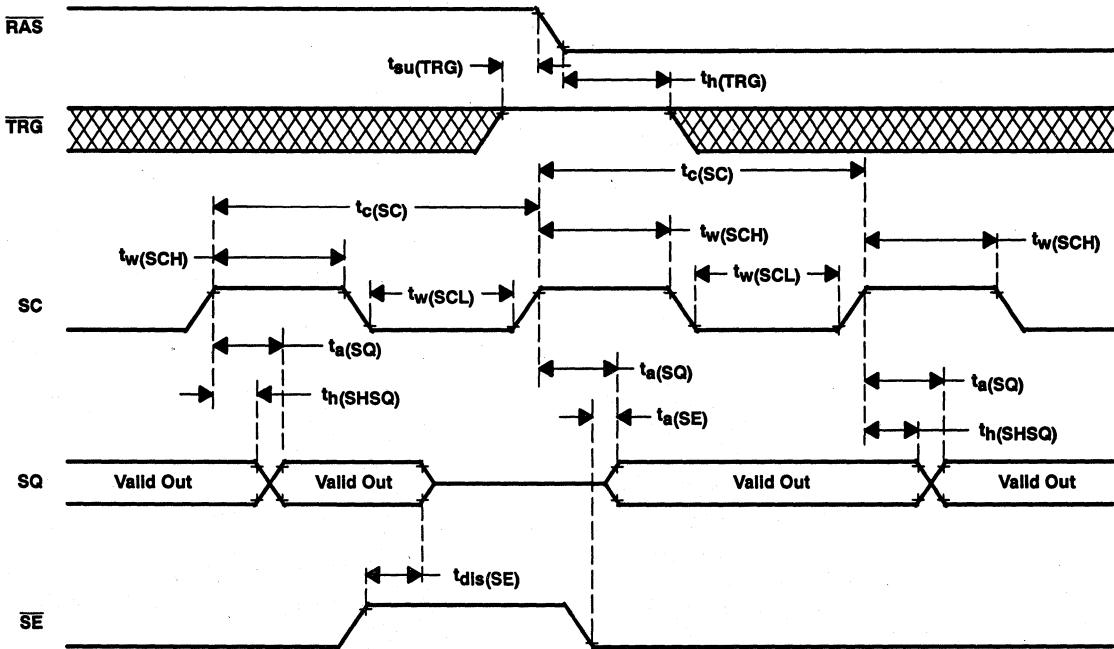 RAS
tsu(TRG)
th(TRG)
TRG
tc(SC)
tc(SC)
tw(SCH)
tw(SCH)
tw(SCH)
tw(SCL)
tw(SCL)
SC
ta(SQ)
ta(SQ)
ta(SQ)
th(SHSQ)
ta(SE)
th(SHSQ)
SQ
Valid Out
Valid Out
Valid Out
Valid Out
tdis(SE)
SE